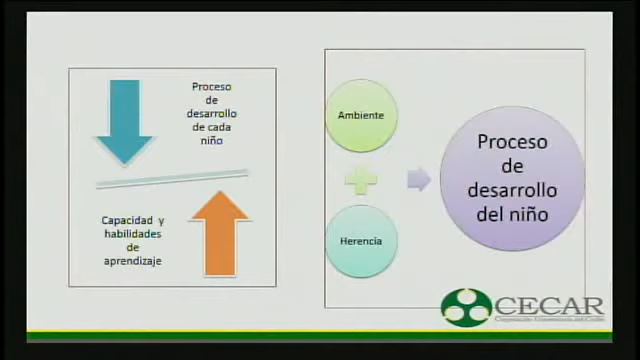 Proceso
de
desarrollo
de cada
niño
Capacidad y
habilidades
de
aprendizaje
Ambiente
Herencia
Proceso
de
desarrollo
del niño
CECAR